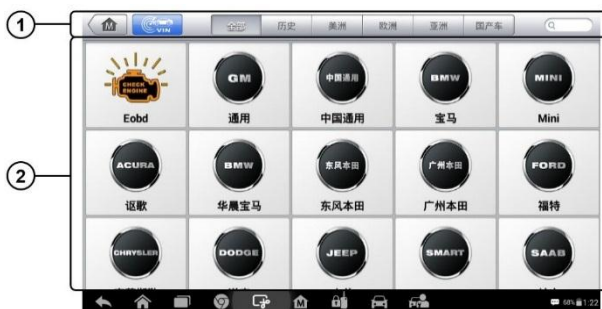 1
VIN
全部 历史 美洲 欧洲 亚洲 国产车
2
CHECK ENGINE GM 中国通用 BMW MINI
Eobd 通用 中国通用 宝马 Mini
ACURA BMW 东风本田 广州本田 FORD
讴歌 华晨宝马 东风本田 广州本田 福特
CHRYSLER DODGE JEEP SMART SAAB
68% 1:22